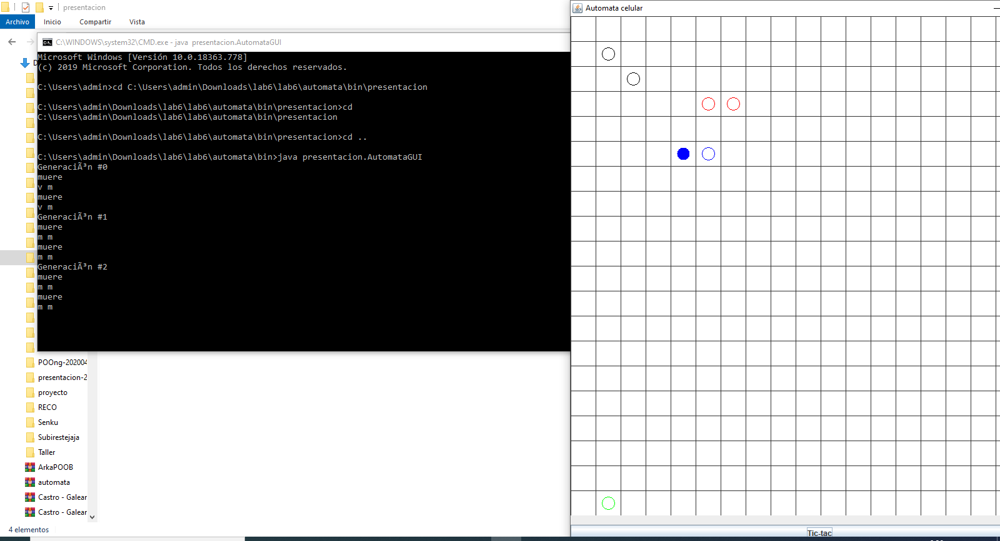 presentacion
Archivo
Inicio
Compartir
Vista
C:\WINDOWS\system32\CMD.exe - java  presentacion.AutomataGUI
Microsoft Windows [Versión 10.0.18363.778]
(c) 2019 Microsoft Corporation. Todos los derechos reservados.
C:\Users\admin>cd C:\Users\admin\Downloads\lab6\lab6\automata\bin\presentacion
C:\Users\admin\Downloads\lab6\lab6\automata\bin\presentacion>cd
C:\Users\admin\Downloads\lab6\lab6\automata\bin\presentacion
C:\Users\admin\Downloads\lab6\lab6\automata\bin\presentacion>cd ..
C:\Users\admin\Downloads\lab6\lab6\automata\bin>java presentacion.AutomataGUI
GeneraciÃ³n #0
muere
v m
muere
v m
GeneraciÃ³n #1
muere
m m
muere
m m
GeneraciÃ³n #2
muere
m m
muere
m m
POOng-202004
presentacion-2
proyecto
RECO
Senku
Subirestejaja
Taller
ArkaPOOB
automata
Castro - Galear
Castro - Galear
4 elementos
Automata celular
Tic-tac